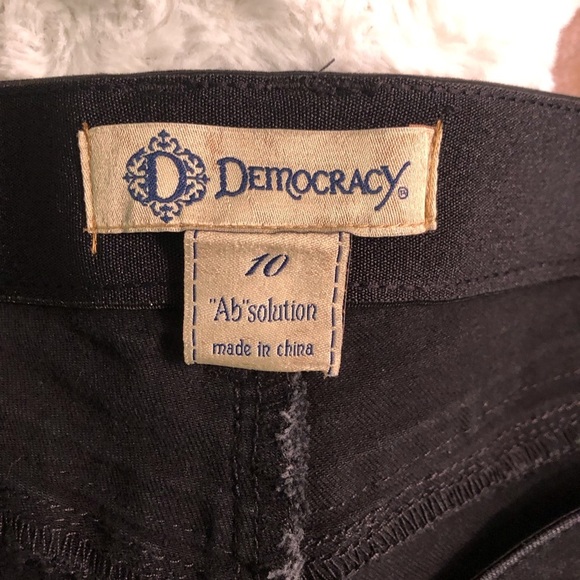 D DEMOCRACY®
10
"Ab"solution
made in china